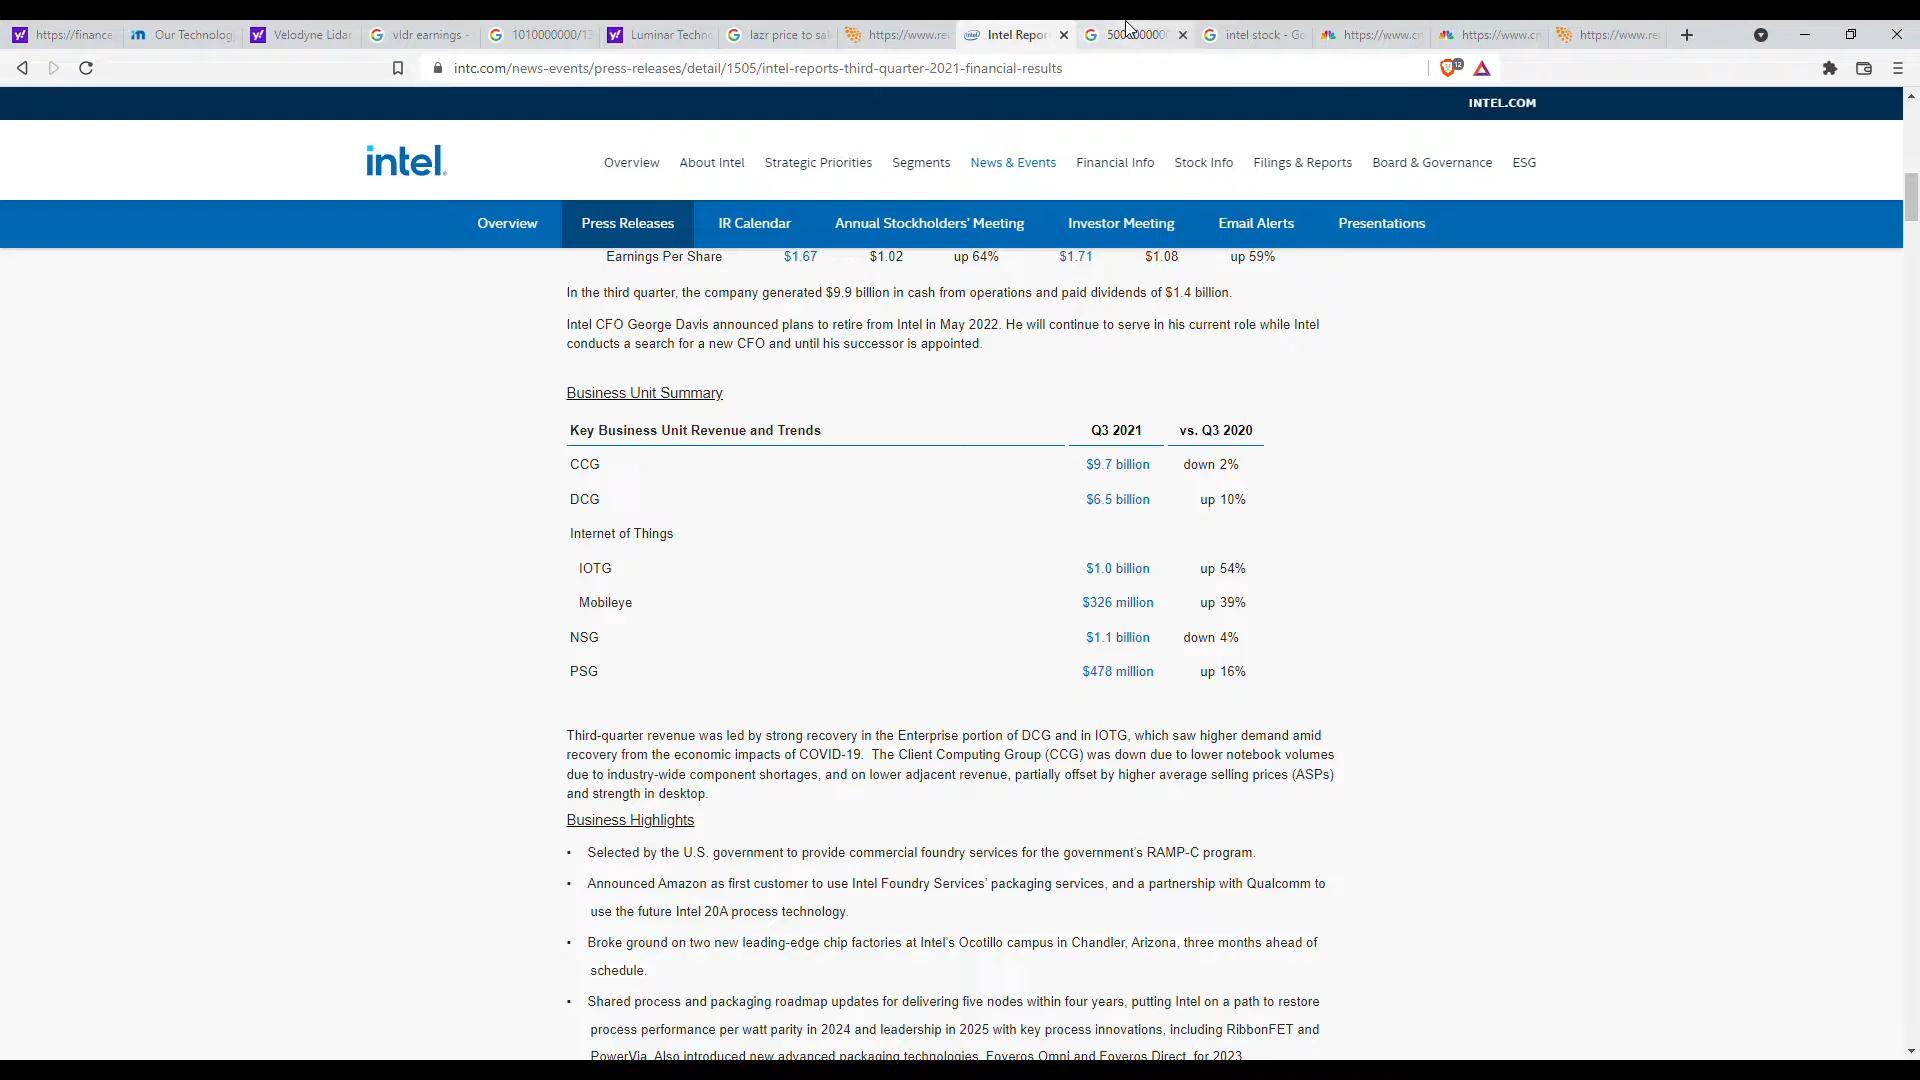 https://finance
Our Technolog
Velodyne Lidar
vldr earnings -
1010000000/13
Luminar Techno
lazr price to sal
https://www.re
Intel Repor
intel stock - Go
https://www.cn
https://www.cn
https://www.re
intc.com/news-events/press-releases/detail/1505/intel-reports-third-quarter-2021-financial-results
12
INTEL.COM
intel.
Overview About Intel Strategic Priorities Segments News & Events Financial Info Stock Info Filings & Reports Board & Governance ESG
Overview Press Releases IR Calendar Annual Stockholders' Meeting Investor Meeting Email Alerts Presentations
Earnings Per Share $1.67 $1.02 up 64% $1.71 $1.08 up 59%
In the third quarter, the company generated $9.9 billion in cash from operations and paid dividends of $1.4 billion.
Intel CFO George Davis announced plans to retire from Intel in May 2022. He will continue to serve in his current role while Intel
conducts a search for a new CFO and until his successor is appointed.
Business Unit Summary
Key Business Unit Revenue and Trends Q3 2021 vs. Q3 2020
CCG $9.7 billion down 2%
DCG $6.5 billion up 10%
Internet of Things
IOTG $1.0 billion up 54%
Mobileye $326 million up 39%
NSG $1.1 billion down 4%
PSG $478 million up 16%
Third-quarter revenue was led by strong recovery in the Enterprise portion of DCG and in IOTG, which saw higher demand amid
recovery from the economic impacts of COVID-19. The Client Computing Group (CCG) was down due to lower notebook volumes
due to industry-wide component shortages, and on lower adjacent revenue, partially offset by higher average selling prices (ASPs)
and strength in desktop.
Business Highlights
▪ Selected by the U.S. government to provide commercial foundry services for the government's RAMP-C program.
▪ Announced Amazon as first customer to use Intel Foundry Services' packaging services, and a partnership with Qualcomm to
use the future Intel 20A process technology.
▪ Broke ground on two new leading-edge chip factories at Intel's Ocotillo campus in Chandler, Arizona, three months ahead of
schedule.
▪ Shared process and packaging roadmap updates for delivering five nodes within four years, putting Intel on a path to restore
process performance per watt parity in 2024 and leadership in 2025 with key process innovations, including RibbonFET and
PowerVia. Also introduced new advanced packaging technologies, Foveros Omni and Foveros Direct, for 2023.